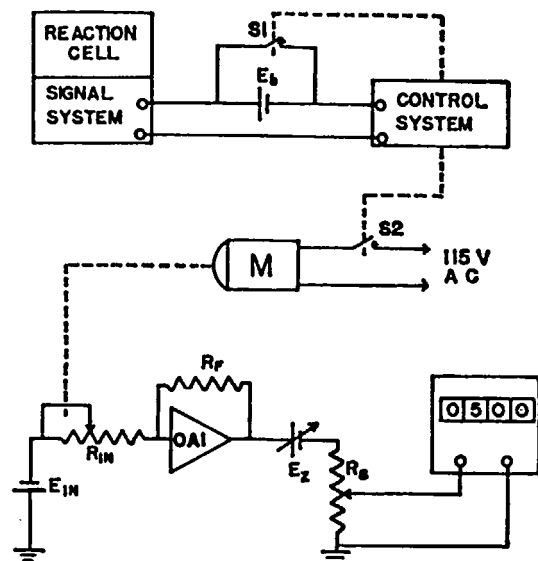 REACTION
CELL
SIGNAL
SYSTEM
S1
Eb
CONTROL
SYSTEM
S2
M
115 V
A C
RF
OA1
RIN
EIN
EZ
RS
0500